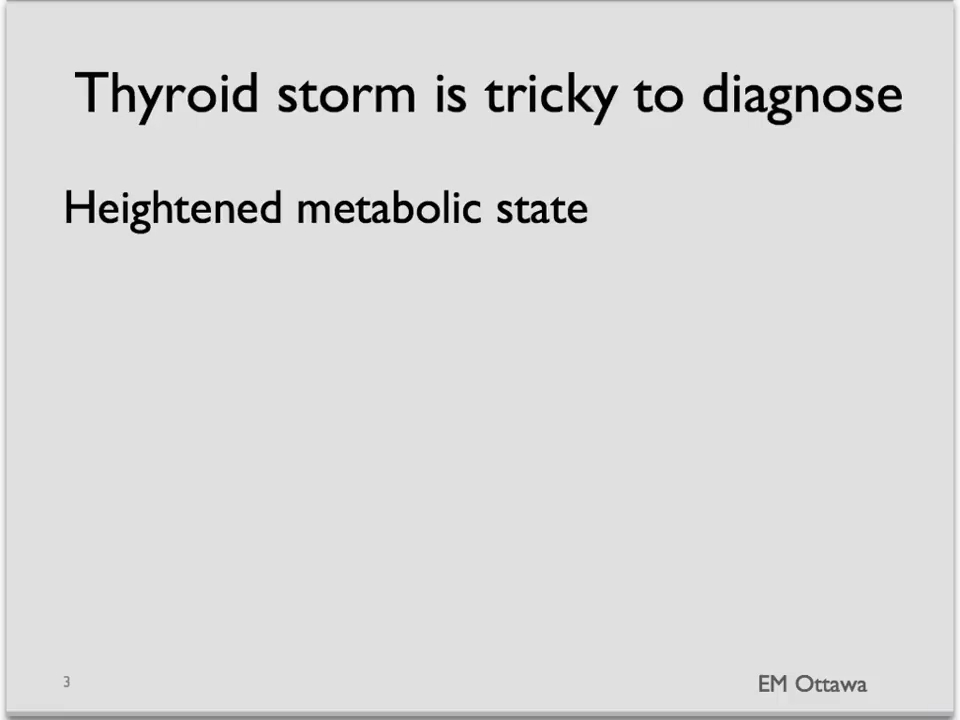 Thyroid storm is tricky to diagnose
Heightened metabolic state
3
EM Ottawa